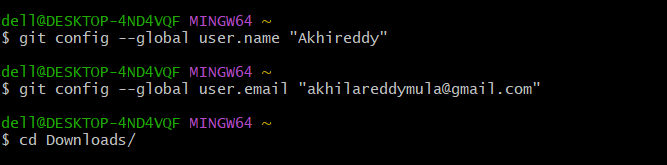 dell@DESKTOP-4ND4VQF MINGW64 ~
$ git config --global user.name "Akhireddy"
dell@DESKTOP-4ND4VQF MINGW64 ~
$ git config --global user.email "akhilareddymula@gmail.com"
dell@DESKTOP-4ND4VQF MINGW64 ~
$ cd Downloads/